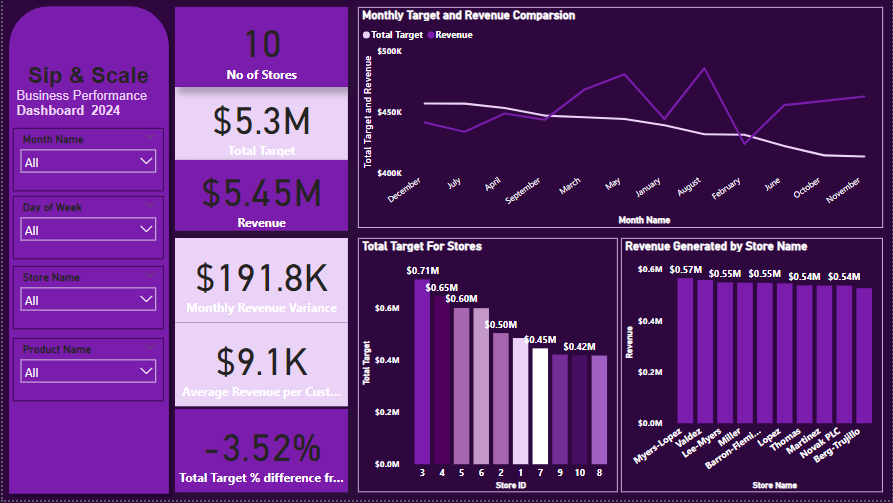 Sip & Scale
Business Performance
Dashboard 2024
Month Name
All
Day of Week
All
Store Name
All
Product Name
All
10
No of Stores
$5.3M
Total Target
$5.45M
Revenue
$191.8K
Monthly Revenue Variance
$9.1K
Average Revenue per Cust...
-3.52%
Total Target % difference fr...
Monthly Target and Revenue Comparsion
Total Target Revenue
Total Target and Revenue
$500K
$450K
$400K
December
July
April
September
March
May
January
August
February
June
October
November
Month Name
Total Target For Stores
Total Target
$0.6M
$0.4M
$0.2M
$0.0M
$0.71M
$0.65M
$0.60M
$0.50M
$0.45M
$0.42M
3 4 5 6 2 1 7 9 10 8
Store ID
Revenue Generated by Store Name
Revenue
$0.6M
$0.4M
$0.2M
$0.0M
$0.57M
$0.55M
$0.55M
$0.54M
$0.54M
Myers-Lopez
Valdez
Lee-Myers
Miller
Barron-Flemi...
Lopez
Thomas
Martinez
Novak PLC
Berg-Trujillo
Store Name